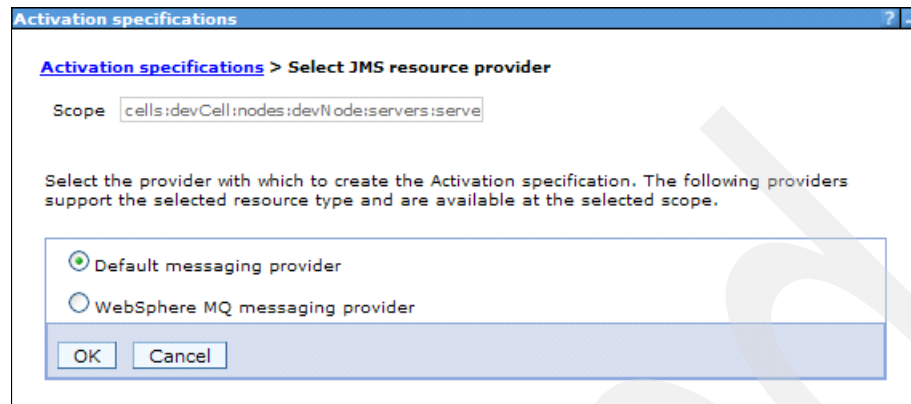 Activation specifications ? -
Activation specifications > Select JMS resource provider
Scope cells:devCell:nodes:devNode:servers:serve
Select the provider with which to create the Activation specification. The following providers
support the selected resource type and are available at the selected scope.
Default messaging provider
WebSphere MQ messaging provider
OK Cancel